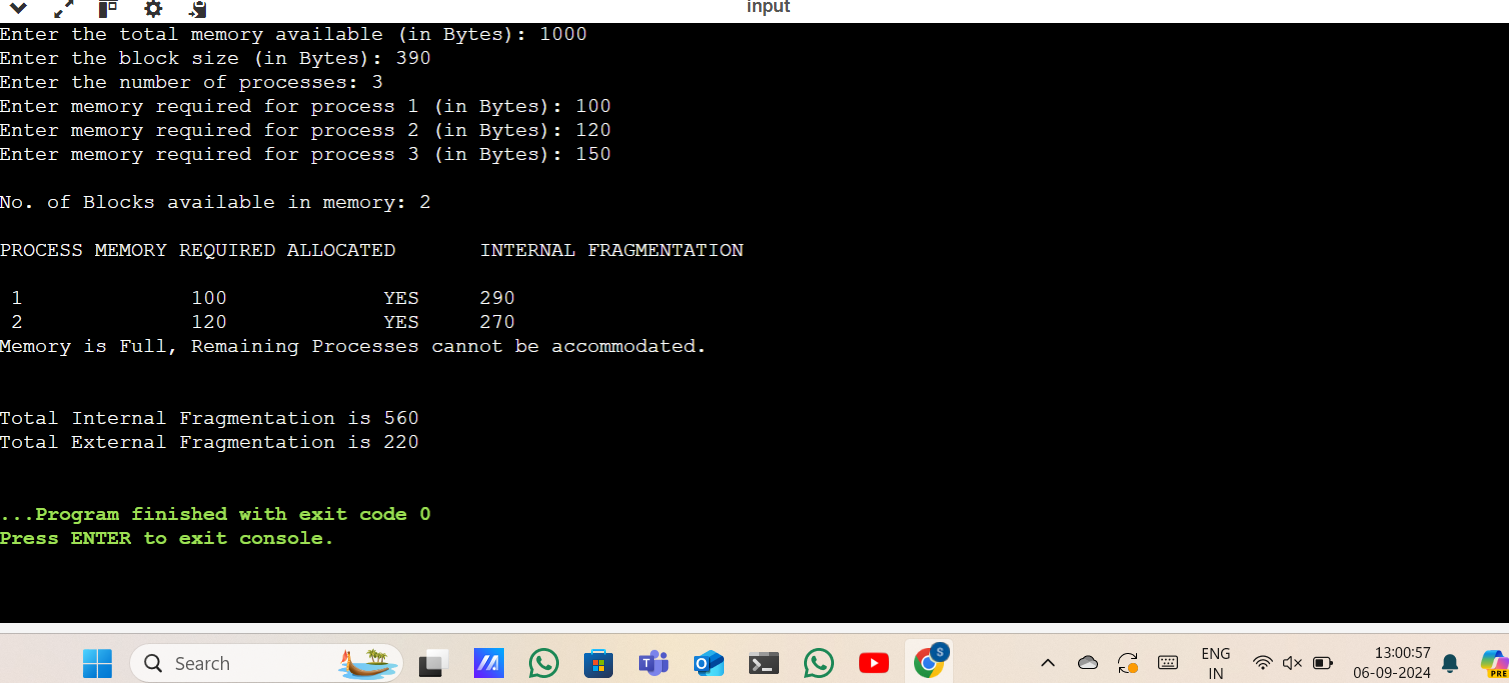 input
Enter the total memory available (in Bytes): 1000
Enter the block size (in Bytes): 390
Enter the number of processes: 3
Enter memory required for process 1 (in Bytes): 100
Enter memory required for process 2 (in Bytes): 120
Enter memory required for process 3 (in Bytes): 150
No. of Blocks available in memory: 2
PROCESS MEMORY REQUIRED ALLOCATED INTERNAL FRAGMENTATION
1 100 YES 290
2 120 YES 270
Memory is Full, Remaining Processes cannot be accommodated.
Total Internal Fragmentation is 560
Total External Fragmentation is 220
...Program finished with exit code 0
Press ENTER to exit console.
Search
S
ENG
IN
13:00:57
06-09-2024
PRE